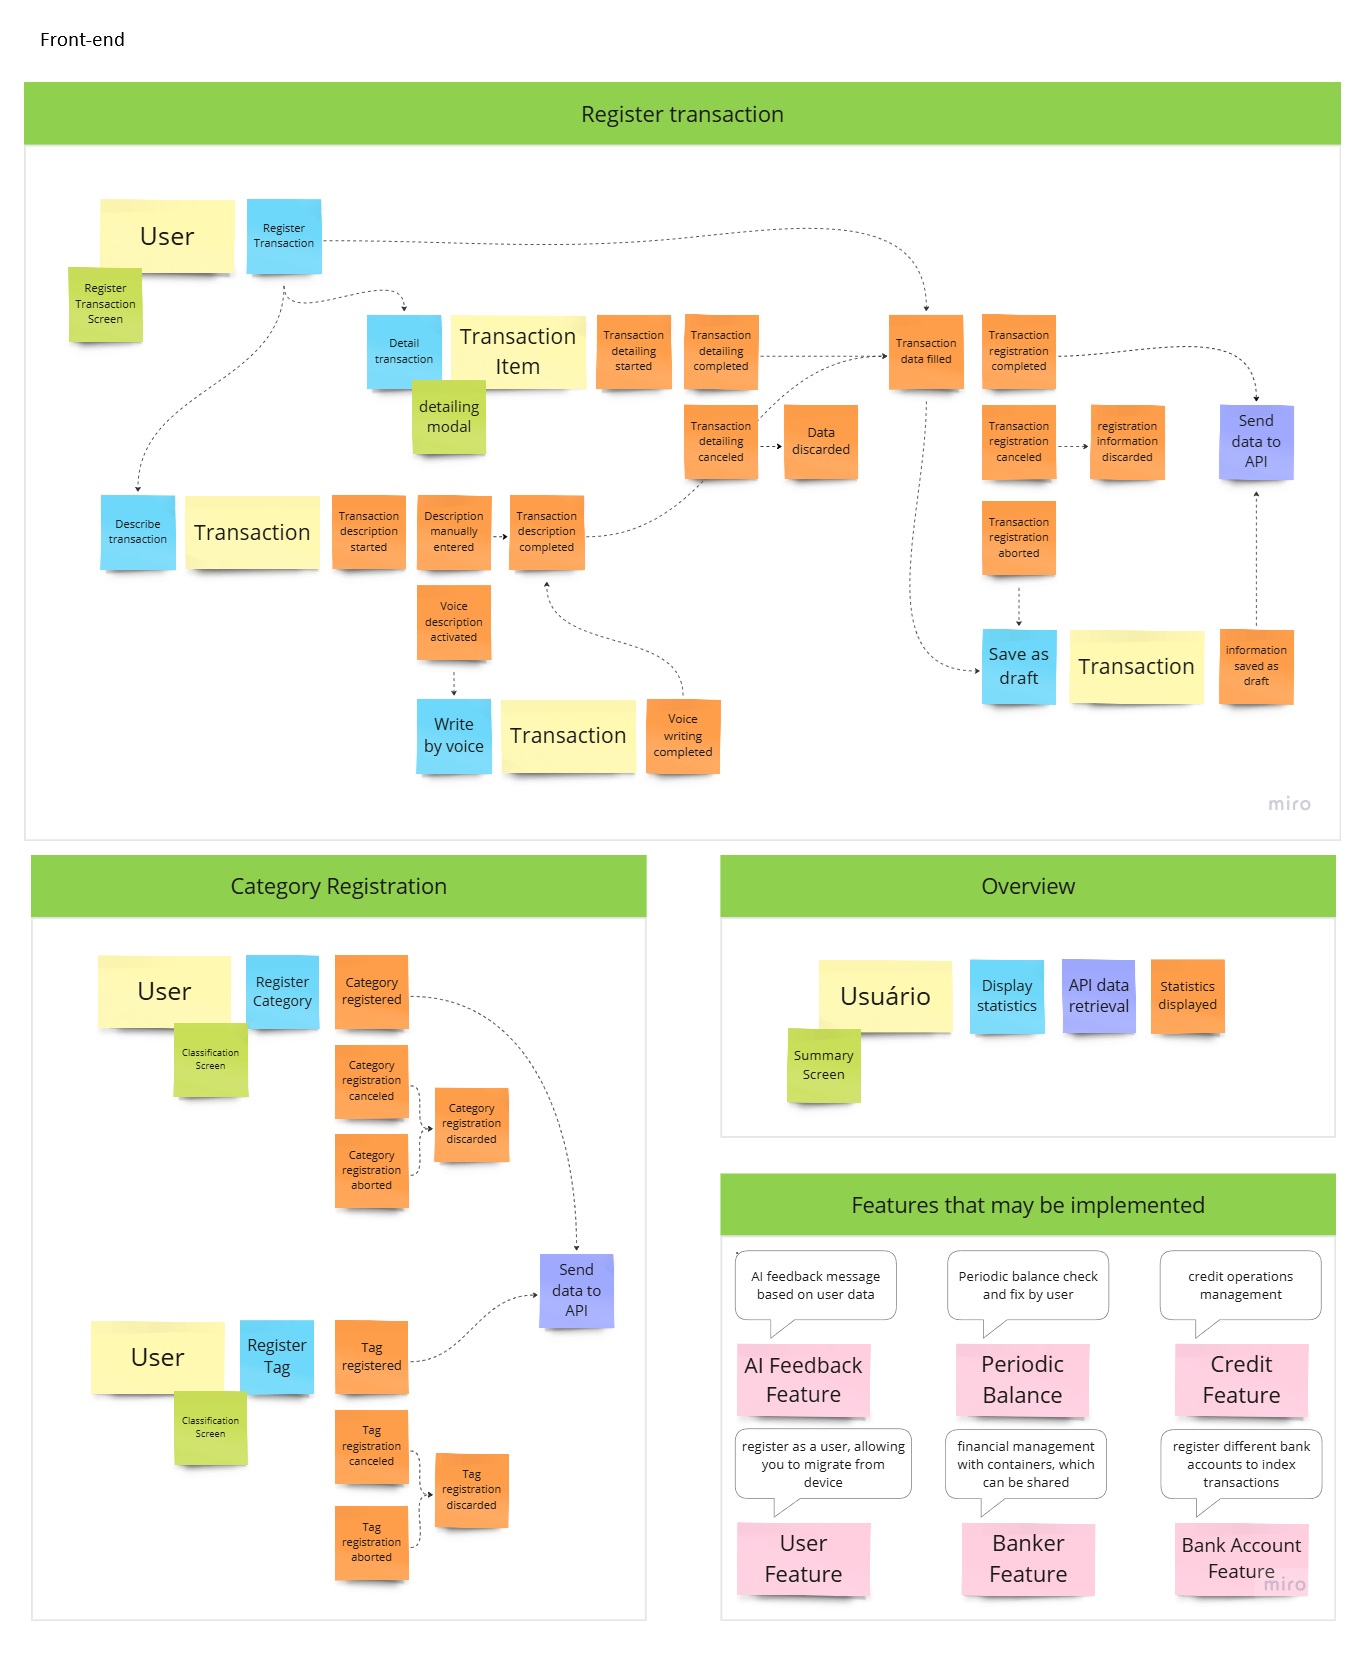 Front-end
Register transaction
User
Register
Transaction
Register
Transaction
Screen
Detail
transaction
Transaction
Item
detailing
modal
Transaction
detailing
started
Transaction
detailing
completed
Transaction
detailing
canceled
Data
discarded
Transaction
data filled
Transaction
registration
completed
Transaction
registration
canceled
registration
information
discarded
Send
data to
API
Transaction
registration
aborted
Describe
transaction
Transaction
Transaction
description
started
Description
manually
entered
Transaction
description
completed
Voice
description
activated
Write
by voice
Transaction
Voice
writing
completed
Save as
draft
Transaction
information
saved as
draft
miro
Category Registration
User
Register
Category
Classification
Screen
Category
registered
Category
registration
canceled
Category
registration
aborted
Category
registration
discarded
Send
data to
API
User
Register
Tag
Classification
Screen
Tag
registered
Tag
registration
canceled
Tag
registration
aborted
Tag
registration
discarded
Overview
Usuário
Summary
Screen
Display
statistics
API data
retrieval
Statistics
displayed
Features that may be implemented
AI feedback message
based on user data
AI Feedback
Feature
Periodic balance check
and fix by user
Periodic
Balance
credit operations
management
Credit
Feature
register as a user, allowing
you to migrate from
device
User
Feature
financial management
with containers, which
can be shared
Banker
Feature
register different bank
accounts to index
transactions
Bank Account
Feature
miro